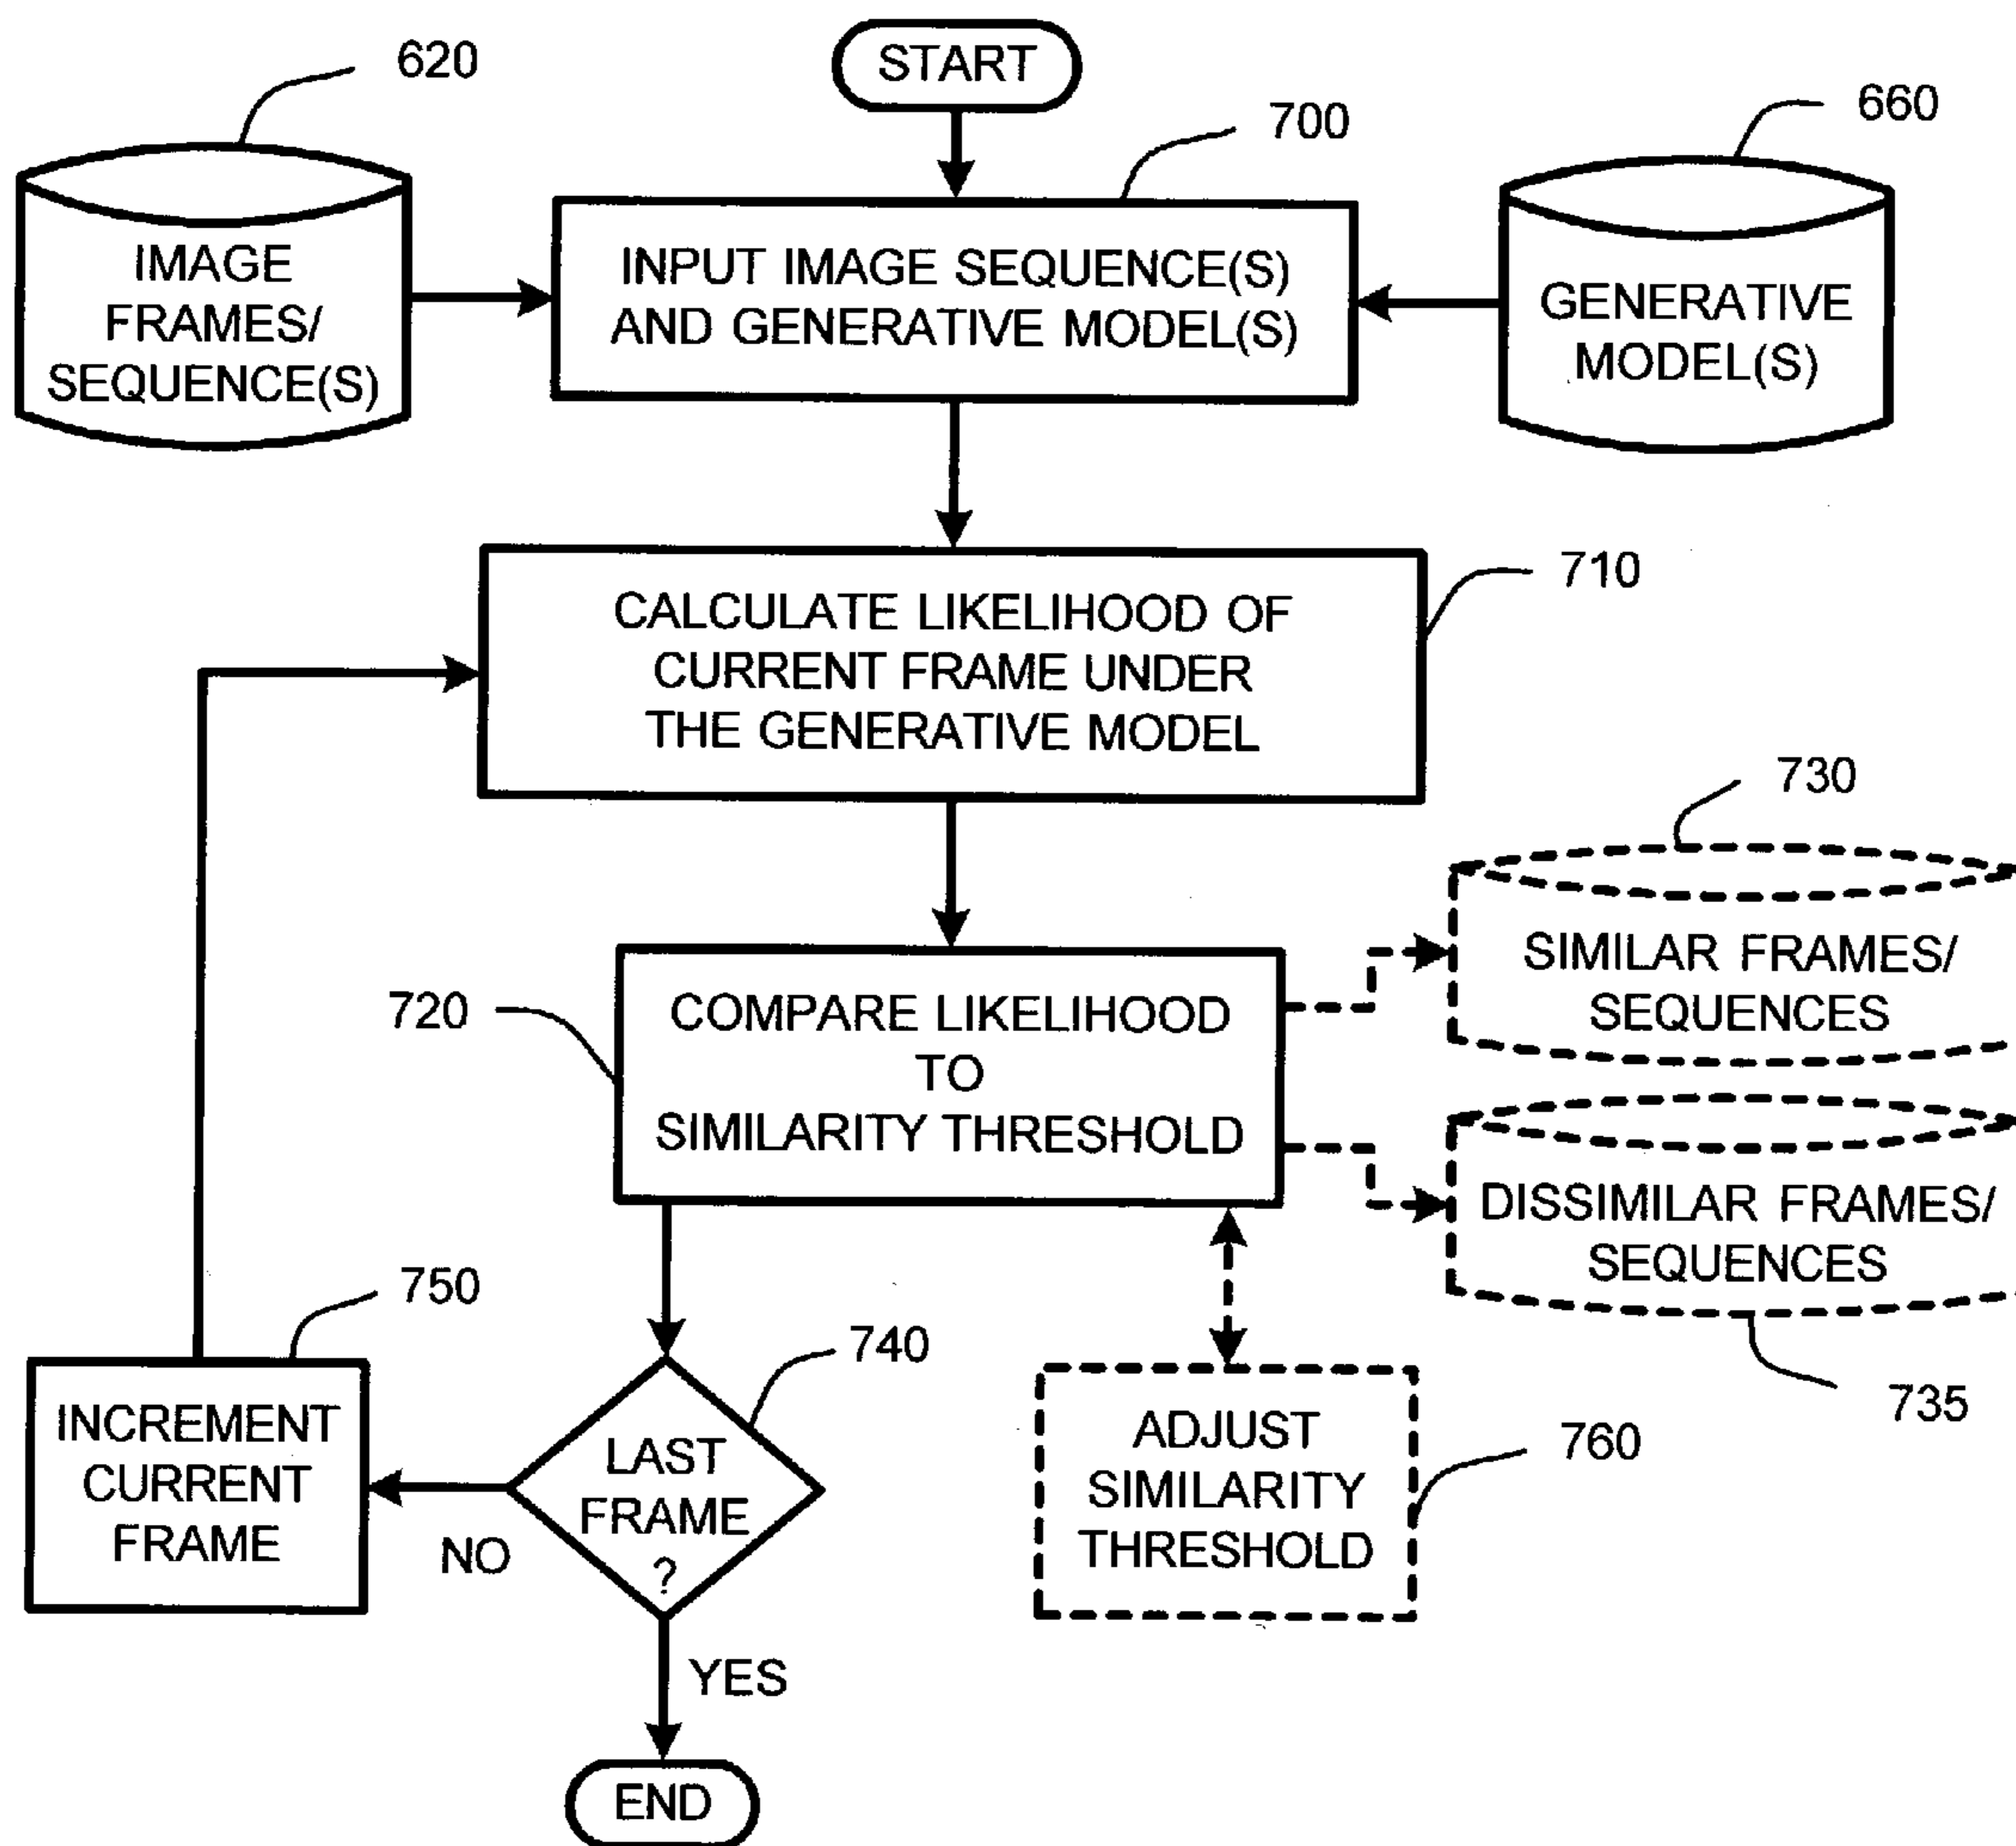 START
620
700
660
IMAGE
FRAMES/
SEQUENCE(S)
INPUT IMAGE SEQUENCE(S)
AND GENERATIVE MODEL(S)
GENERATIVE
MODEL(S)
710
CALCULATE LIKELIHOOD OF
CURRENT FRAME UNDER
THE GENERATIVE MODEL
730
SIMILAR FRAMES/
SEQUENCES
720
COMPARE LIKELIHOOD
TO
SIMILARITY THRESHOLD
DISSIMILAR FRAMES/
SEQUENCES
735
750
INCREMENT
CURRENT
FRAME
740
LAST
FRAME
?
NO
YES
760
ADJUST
SIMILARITY
THRESHOLD
END